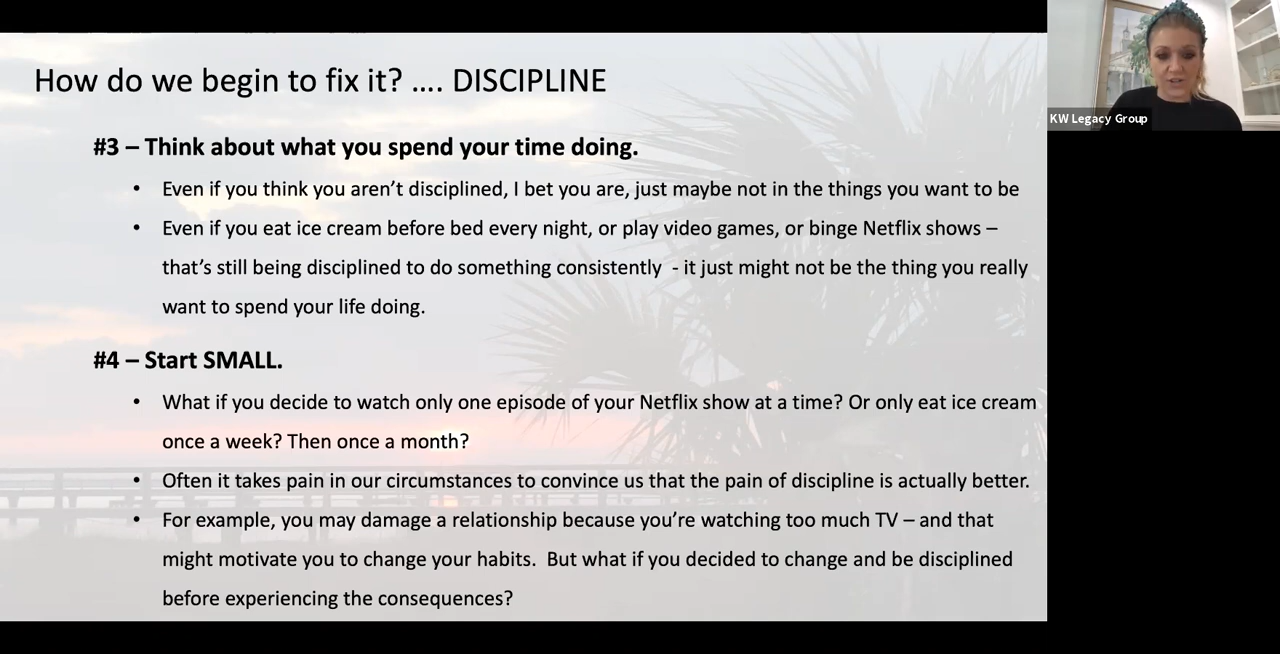 How do we begin to fix it? .... DISCIPLINE
#3 – Think about what you spend your time doing.
• Even if you think you aren’t disciplined, I bet you are, just maybe not in the things you want to be
• Even if you eat ice cream before bed every night, or play video games, or binge Netflix shows –
that’s still being disciplined to do something consistently - it just might not be the thing you really
want to spend your life doing.
#4 – Start SMALL.
• What if you decide to watch only one episode of your Netflix show at a time? Or only eat ice cream
once a week? Then once a month?
• Often it takes pain in our circumstances to convince us that the pain of discipline is actually better.
• For example, you may damage a relationship because you’re watching too much TV – and that
might motivate you to change your habits. But what if you decided to change and be disciplined
before experiencing the consequences?
KW Legacy Group